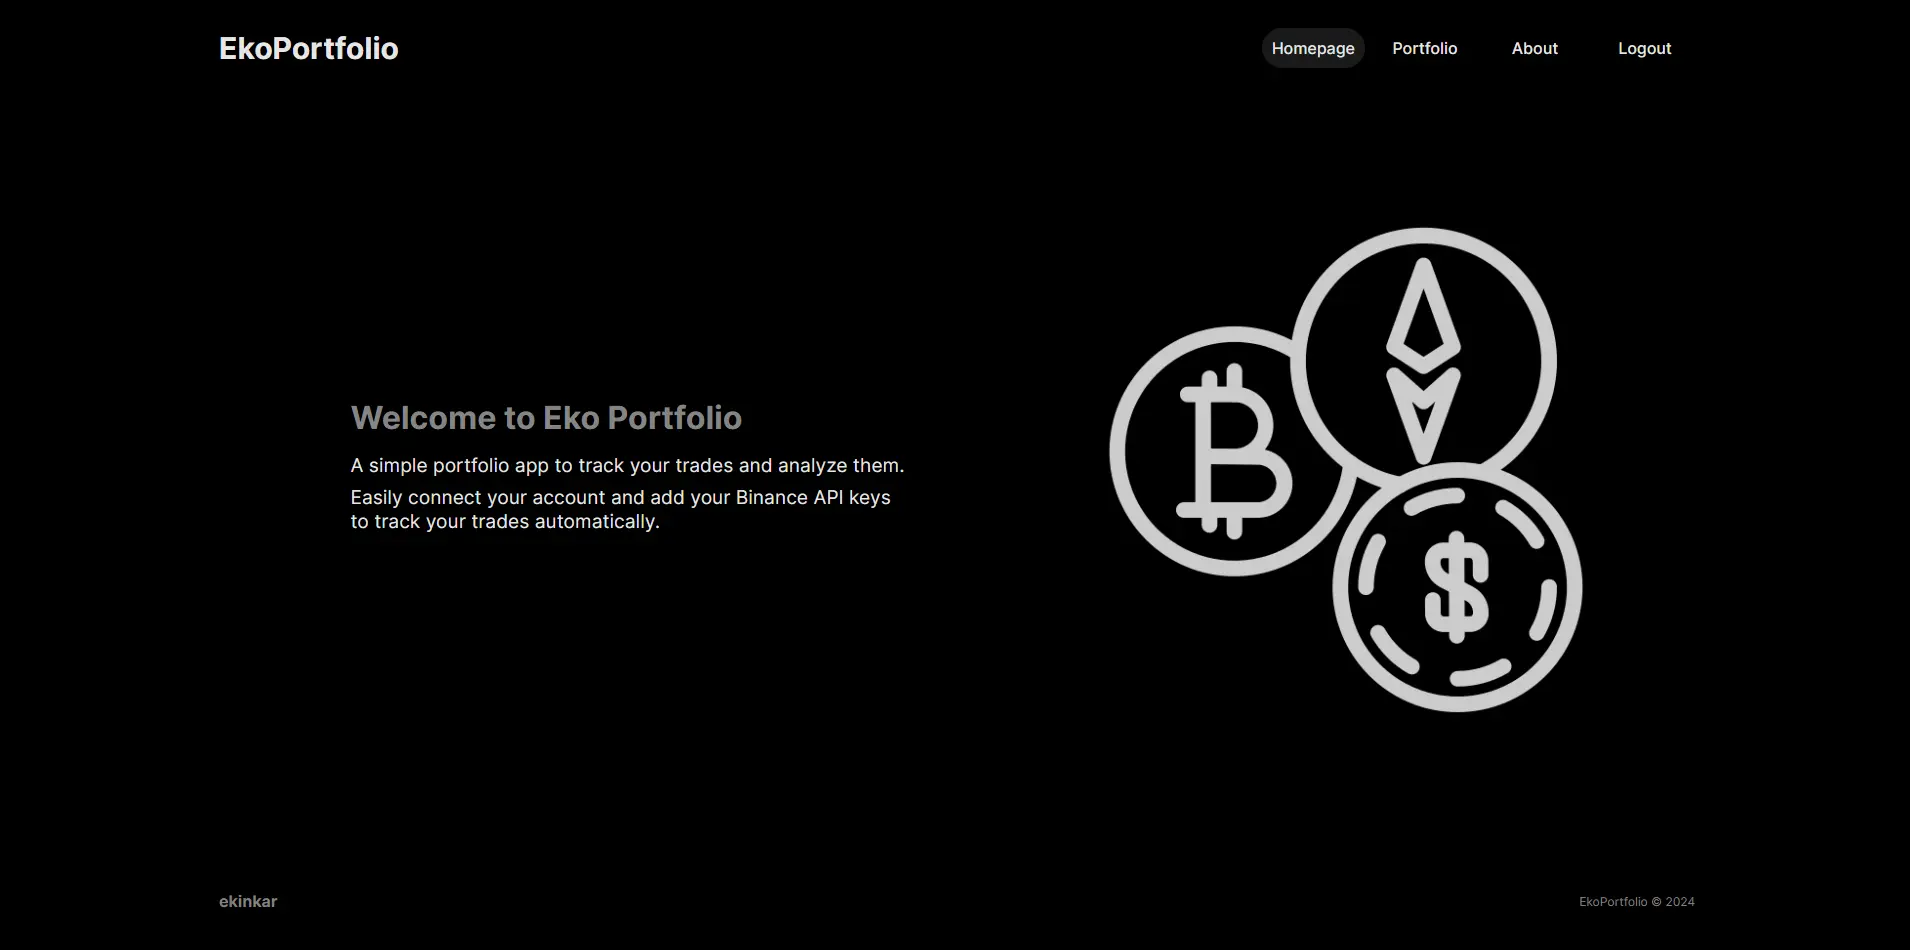 EkoPortfolio
Homepage
Portfolio
About
Logout
Welcome to Eko Portfolio
A simple portfolio app to track your trades and analyze them.
Easily connect your account and add your Binance API keys
to track your trades automatically.
ekinkar
EkoPortfolio © 2024